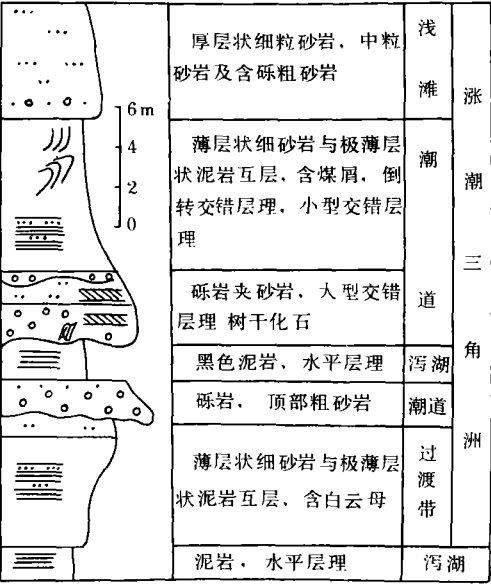 厚层状细粒砂岩，中粒
砂岩及含砾粗砂岩
浅
滩
6m
4
2
0
薄层状细砂岩与极薄层
状泥岩互层，含煤屑，倒
转交错层理，小型交错层
理
潮
道
砾岩夹砂岩，大型交错
层理 树干化石
黑色泥岩，水平层理
泻湖
砾岩，顶部粗砂岩
潮道
薄层状细砂岩与极薄层
状泥岩互层，含白云母
过
渡
带
涨
潮
三
角
洲
泥岩，水平层理
泻湖